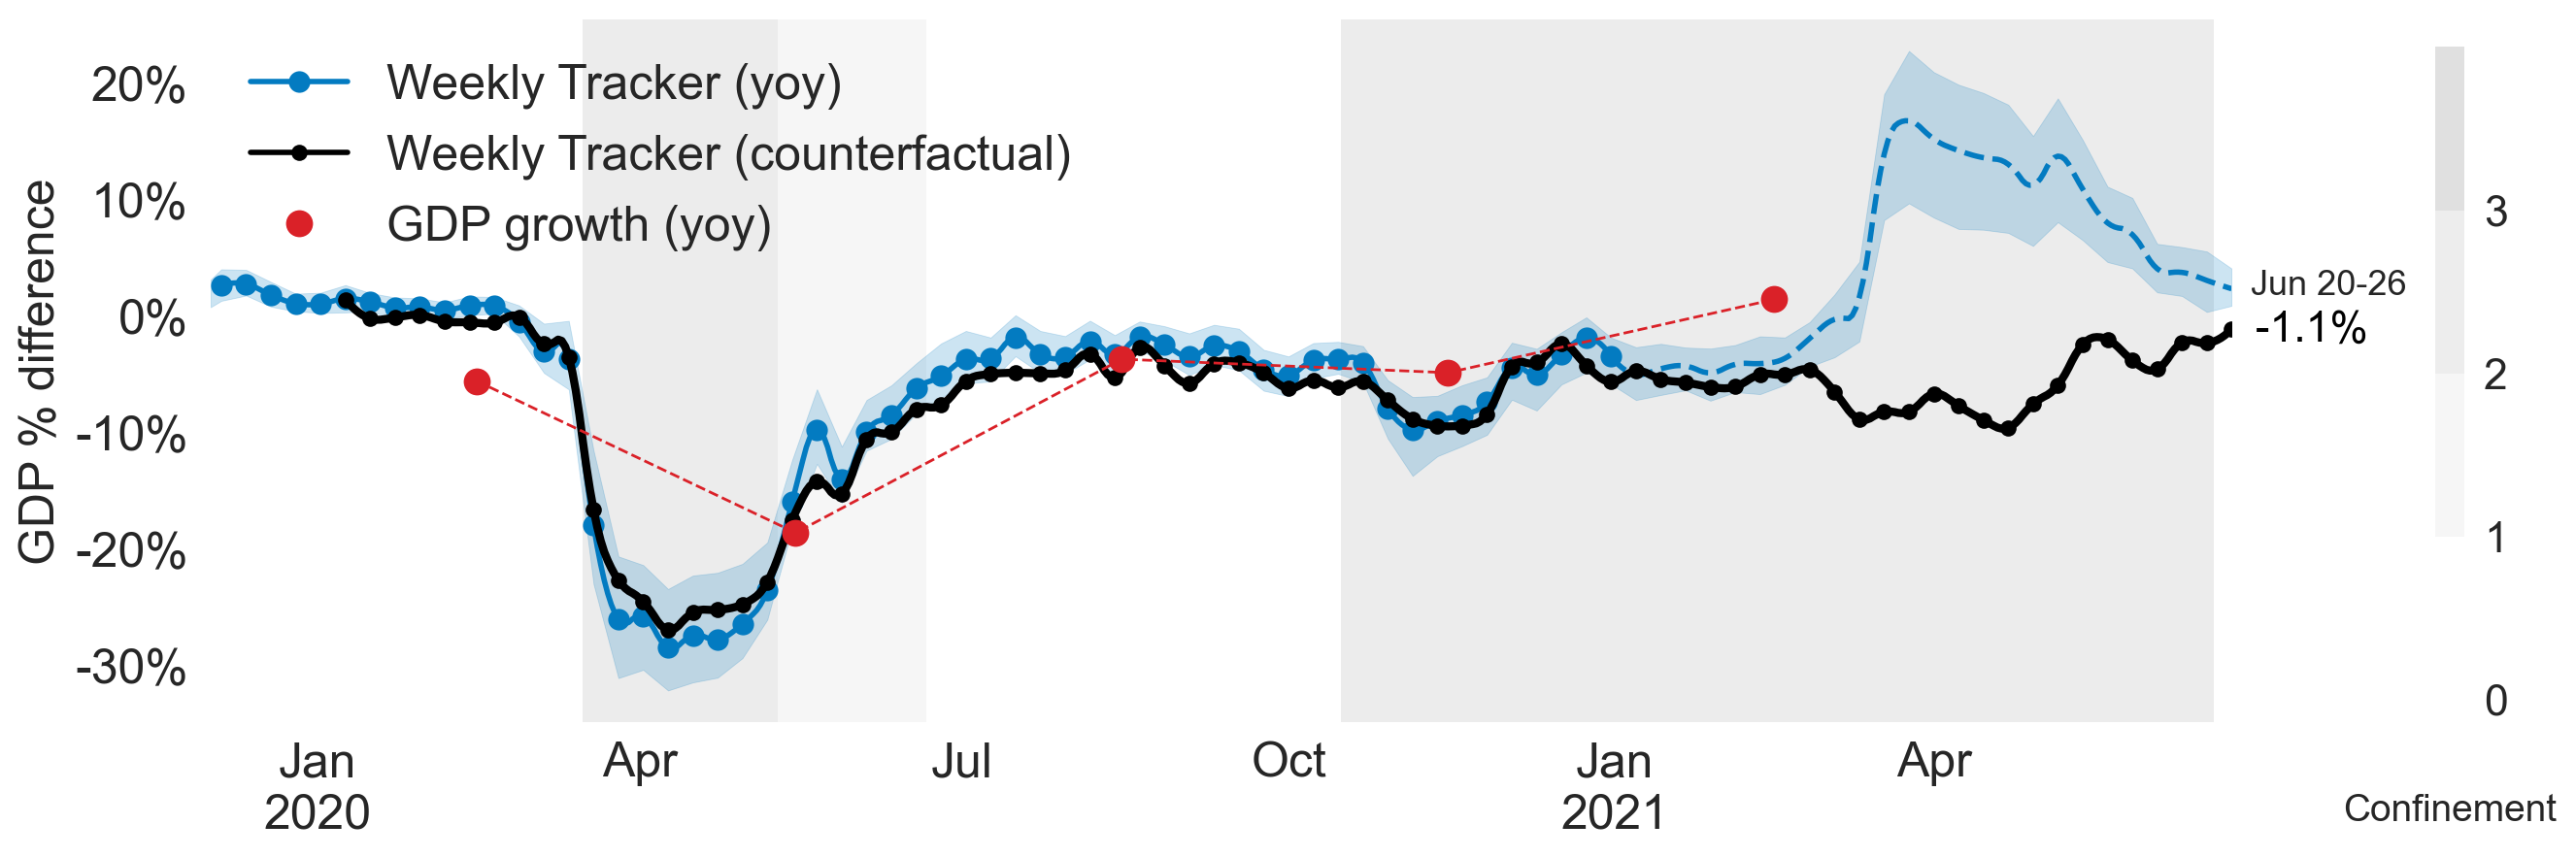 GDP % difference
20%
10%
0%
-10%
-20%
-30%
Weekly Tracker (yoy)
Weekly Tracker (counterfactual)
GDP growth (yoy)
Jun 20-26
-1.1%
3
2
1
0
Jan Apr Jul Oct Jan Apr
2020 2021
Confinement